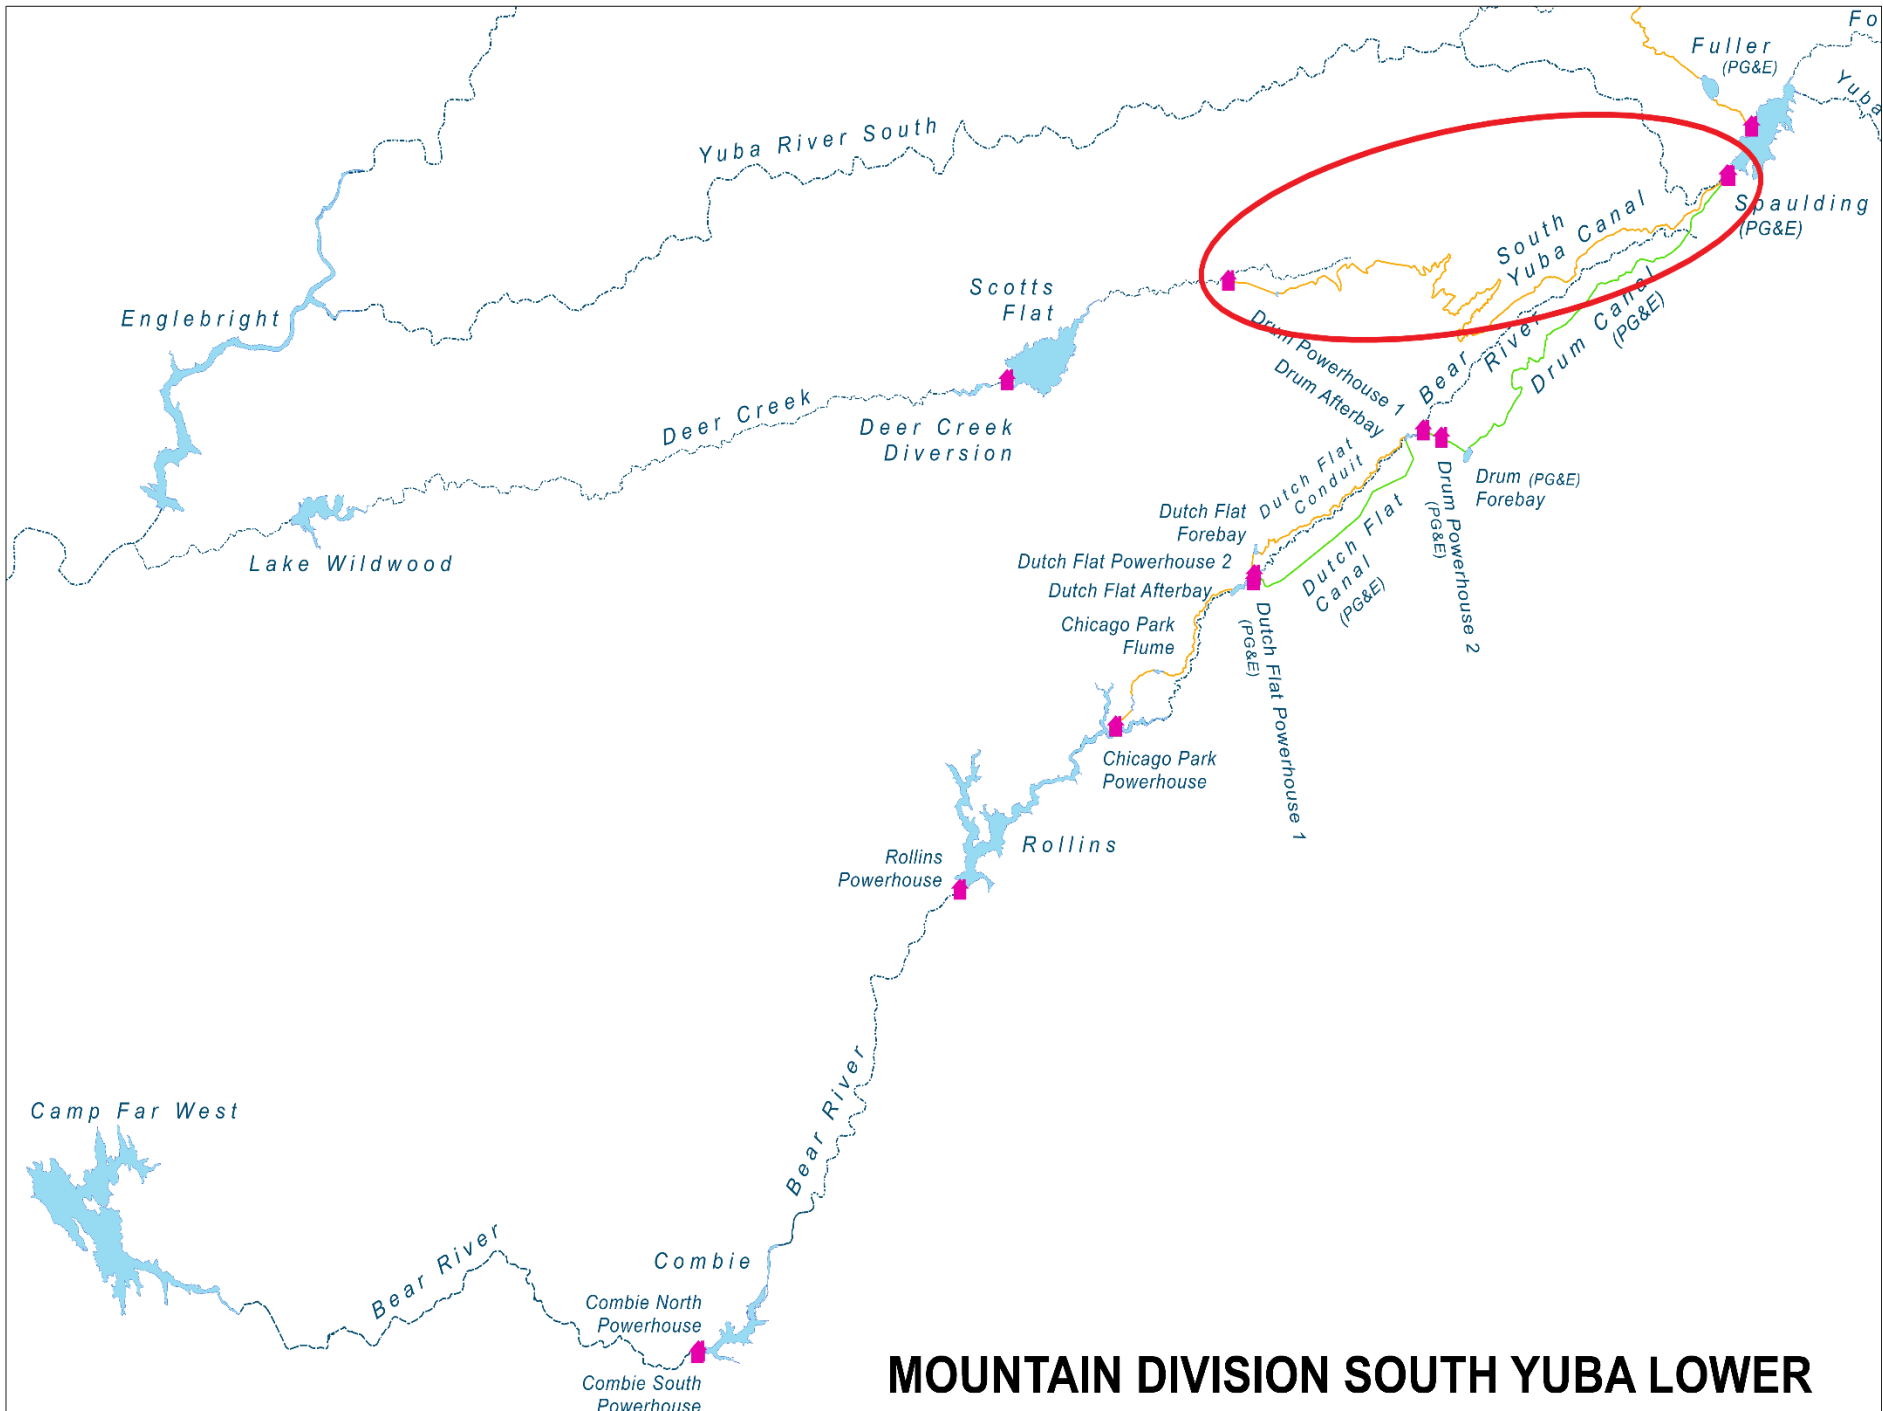 Fo
Fuller
(PG&E)
Yuba
Yuba River South
Spaulding
(PG&E)
South
Yuba Canal
Scotts
Flat
Englebright
Drum Canal
(PG&E)
Bear River
Drum Powerhouse 1
Drum Afterbay
Deer Creek
Deer Creek
Diversion
Dutch Flat
Conduit
Drum (PG&E)
Forebay
Drum Powerhouse 2
(PG&E)
Dutch Flat
Forebay
Dutch Flat
Canal
(PG&E)
Lake Wildwood
Dutch Flat Powerhouse 2
Dutch Flat Afterbay
Dutch Flat Powerhouse 1
(PG&E)
Chicago Park
Flume
Chicago Park
Powerhouse
Rollins
Rollins
Powerhouse
Bear River
Camp Far West
Bear River
Combie
Combie North
Powerhouse
Combie South
Powerhouse
MOUNTAIN DIVISION SOUTH YUBA LOWER